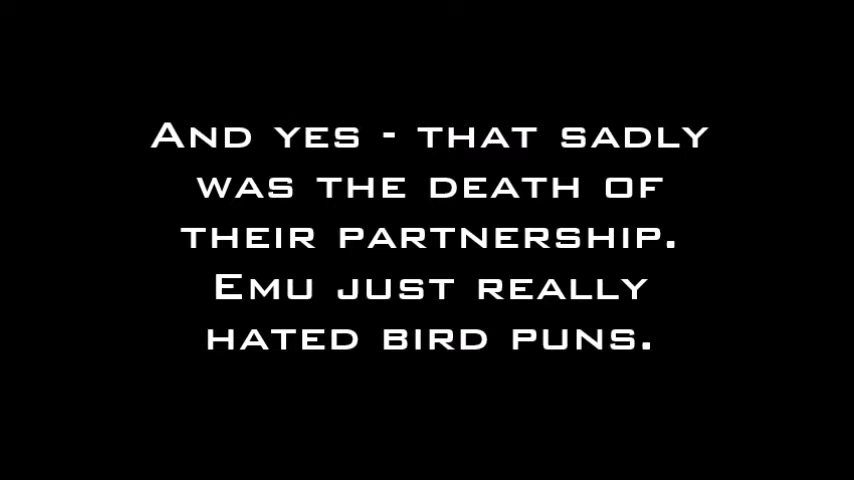 And yes - that sadly
was the death of
their partnership.
Emu just really
hated bird puns.